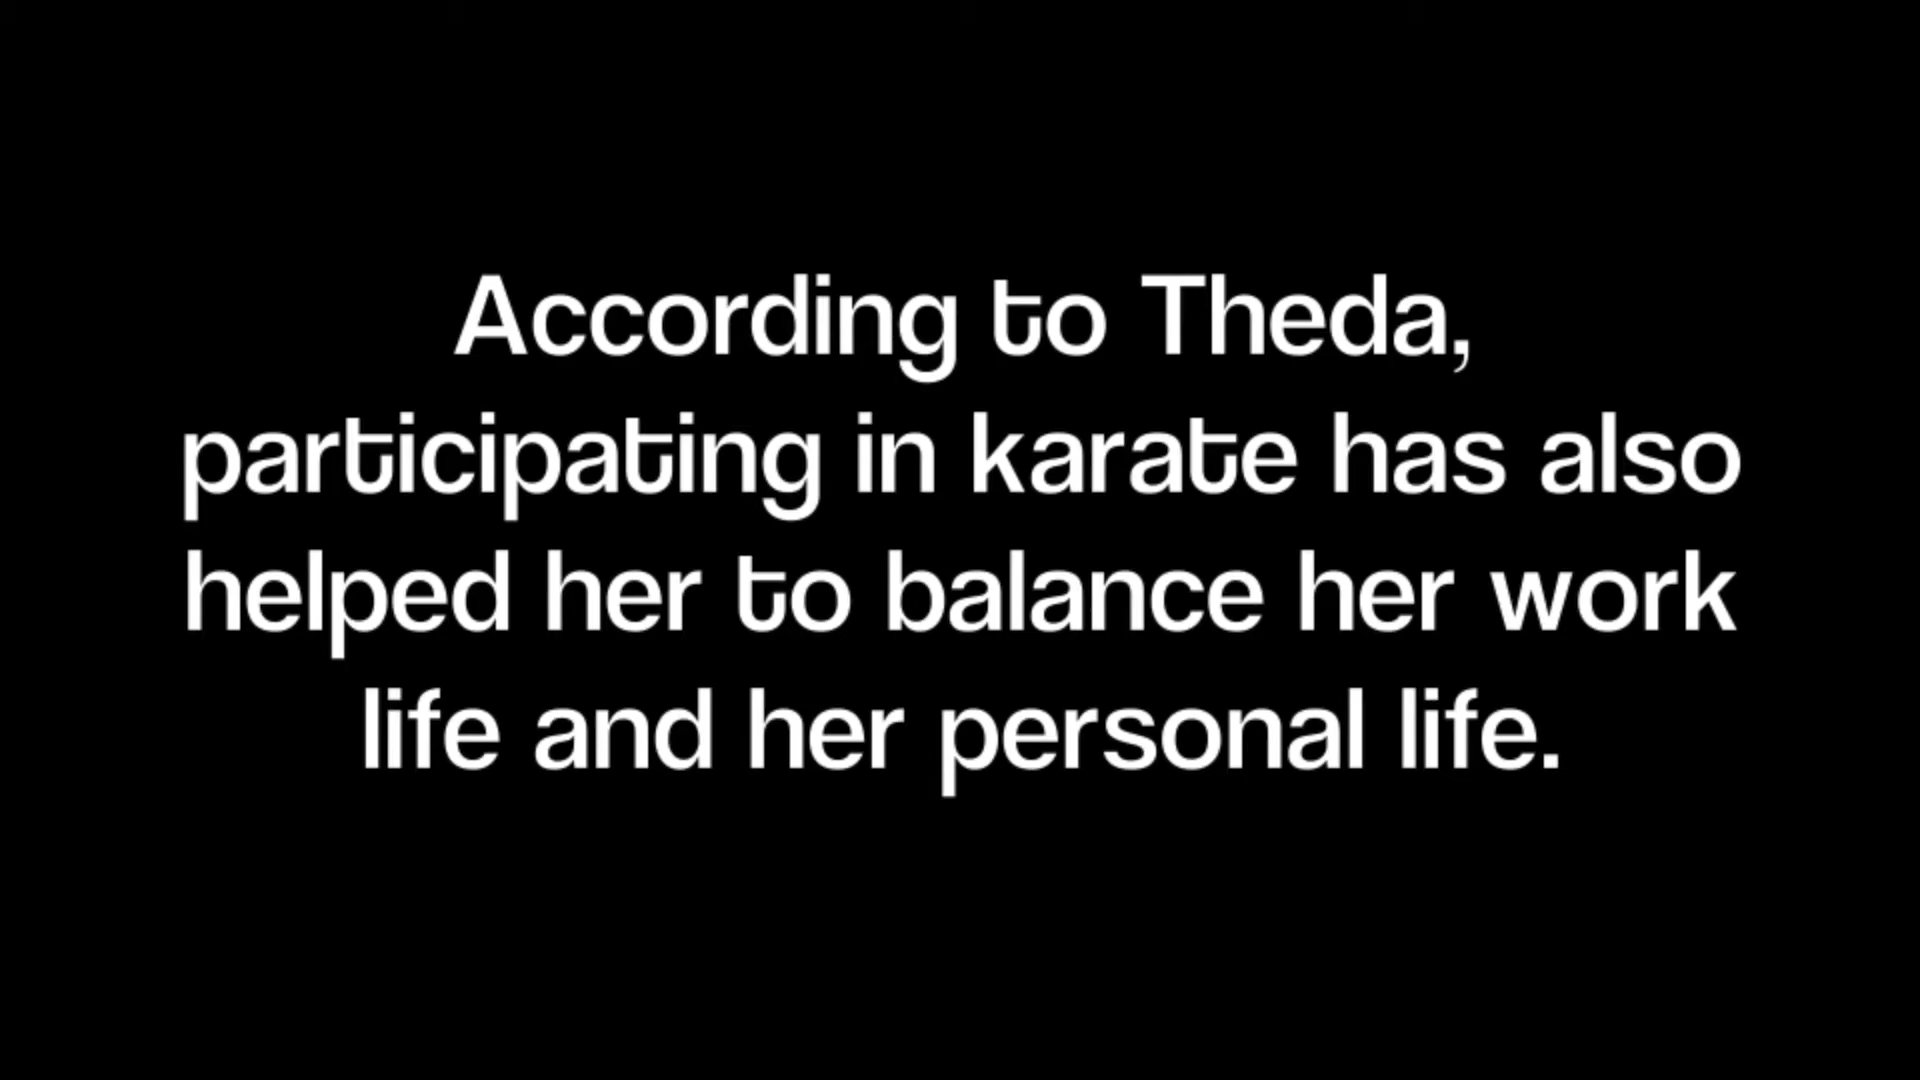 According to Theda,
participating in karate has also
helped her to balance her work
life and her personal life.